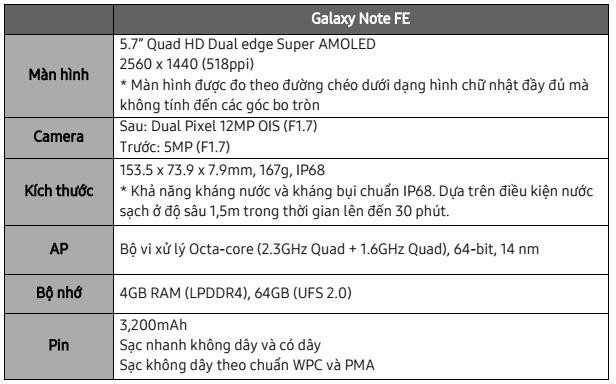 Galaxy Note FE
Màn hình
5.7" Quad HD Dual edge Super AMOLED
2560 x 1440 (518ppi)
* Màn hình được đo theo đường chéo dưới dạng hình chữ nhật đầy đủ mà
không tính đến các góc bo tròn
Camera
Sau: Dual Pixel 12MP OIS (F1.7)
Trước: 5MP (F1.7)
Kích thước
153.5 x 73.9 x 7.9mm, 167g, IP68
* Khả năng kháng nước và kháng bụi chuẩn IP68. Dựa trên điều kiện nước
sạch ở độ sâu 1,5m trong thời gian lên đến 30 phút.
AP
Bộ vi xử lý Octa-core (2.3GHz Quad + 1.6GHz Quad), 64-bit, 14 nm
Bộ nhớ
4GB RAM (LPDDR4), 64GB (UFS 2.0)
Pin
3,200mAh
Sạc nhanh không dây và có dây
Sạc không dây theo chuẩn WPC và PMA